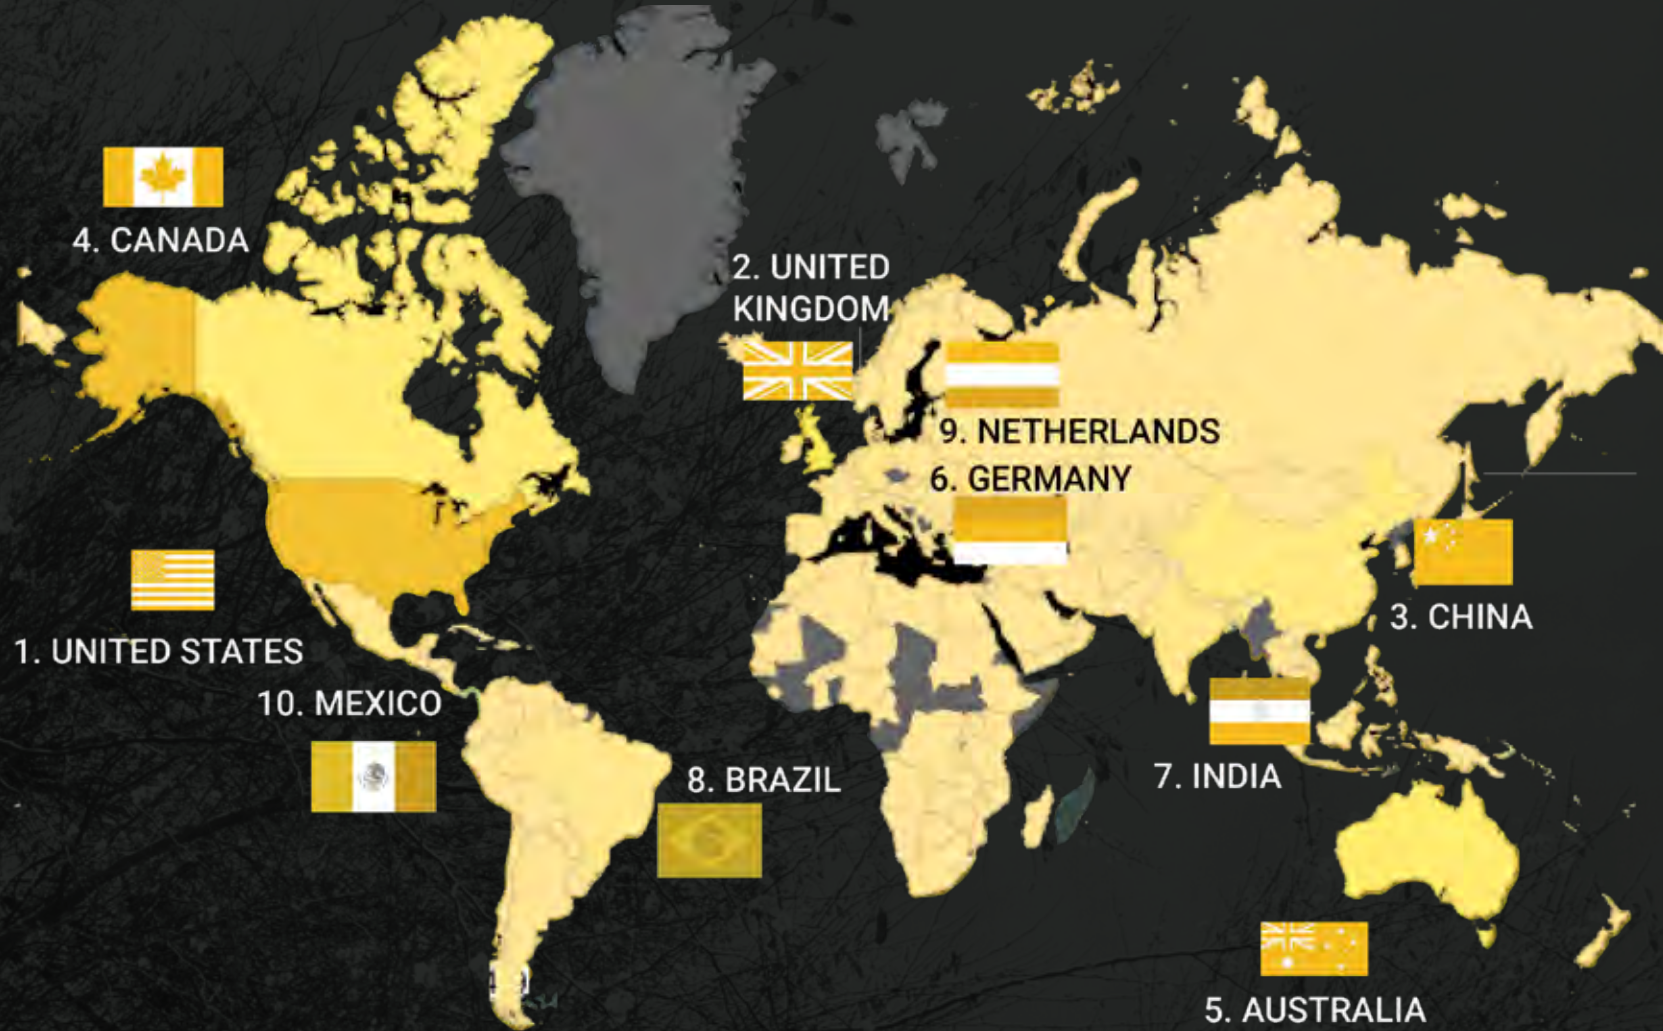 4. CANADA
2. UNITED
KINGDOM
9. NETHERLANDS
6. GERMANY
3. CHINA
1. UNITED STATES
10. MEXICO
8. BRAZIL
7. INDIA
5. AUSTRALIA